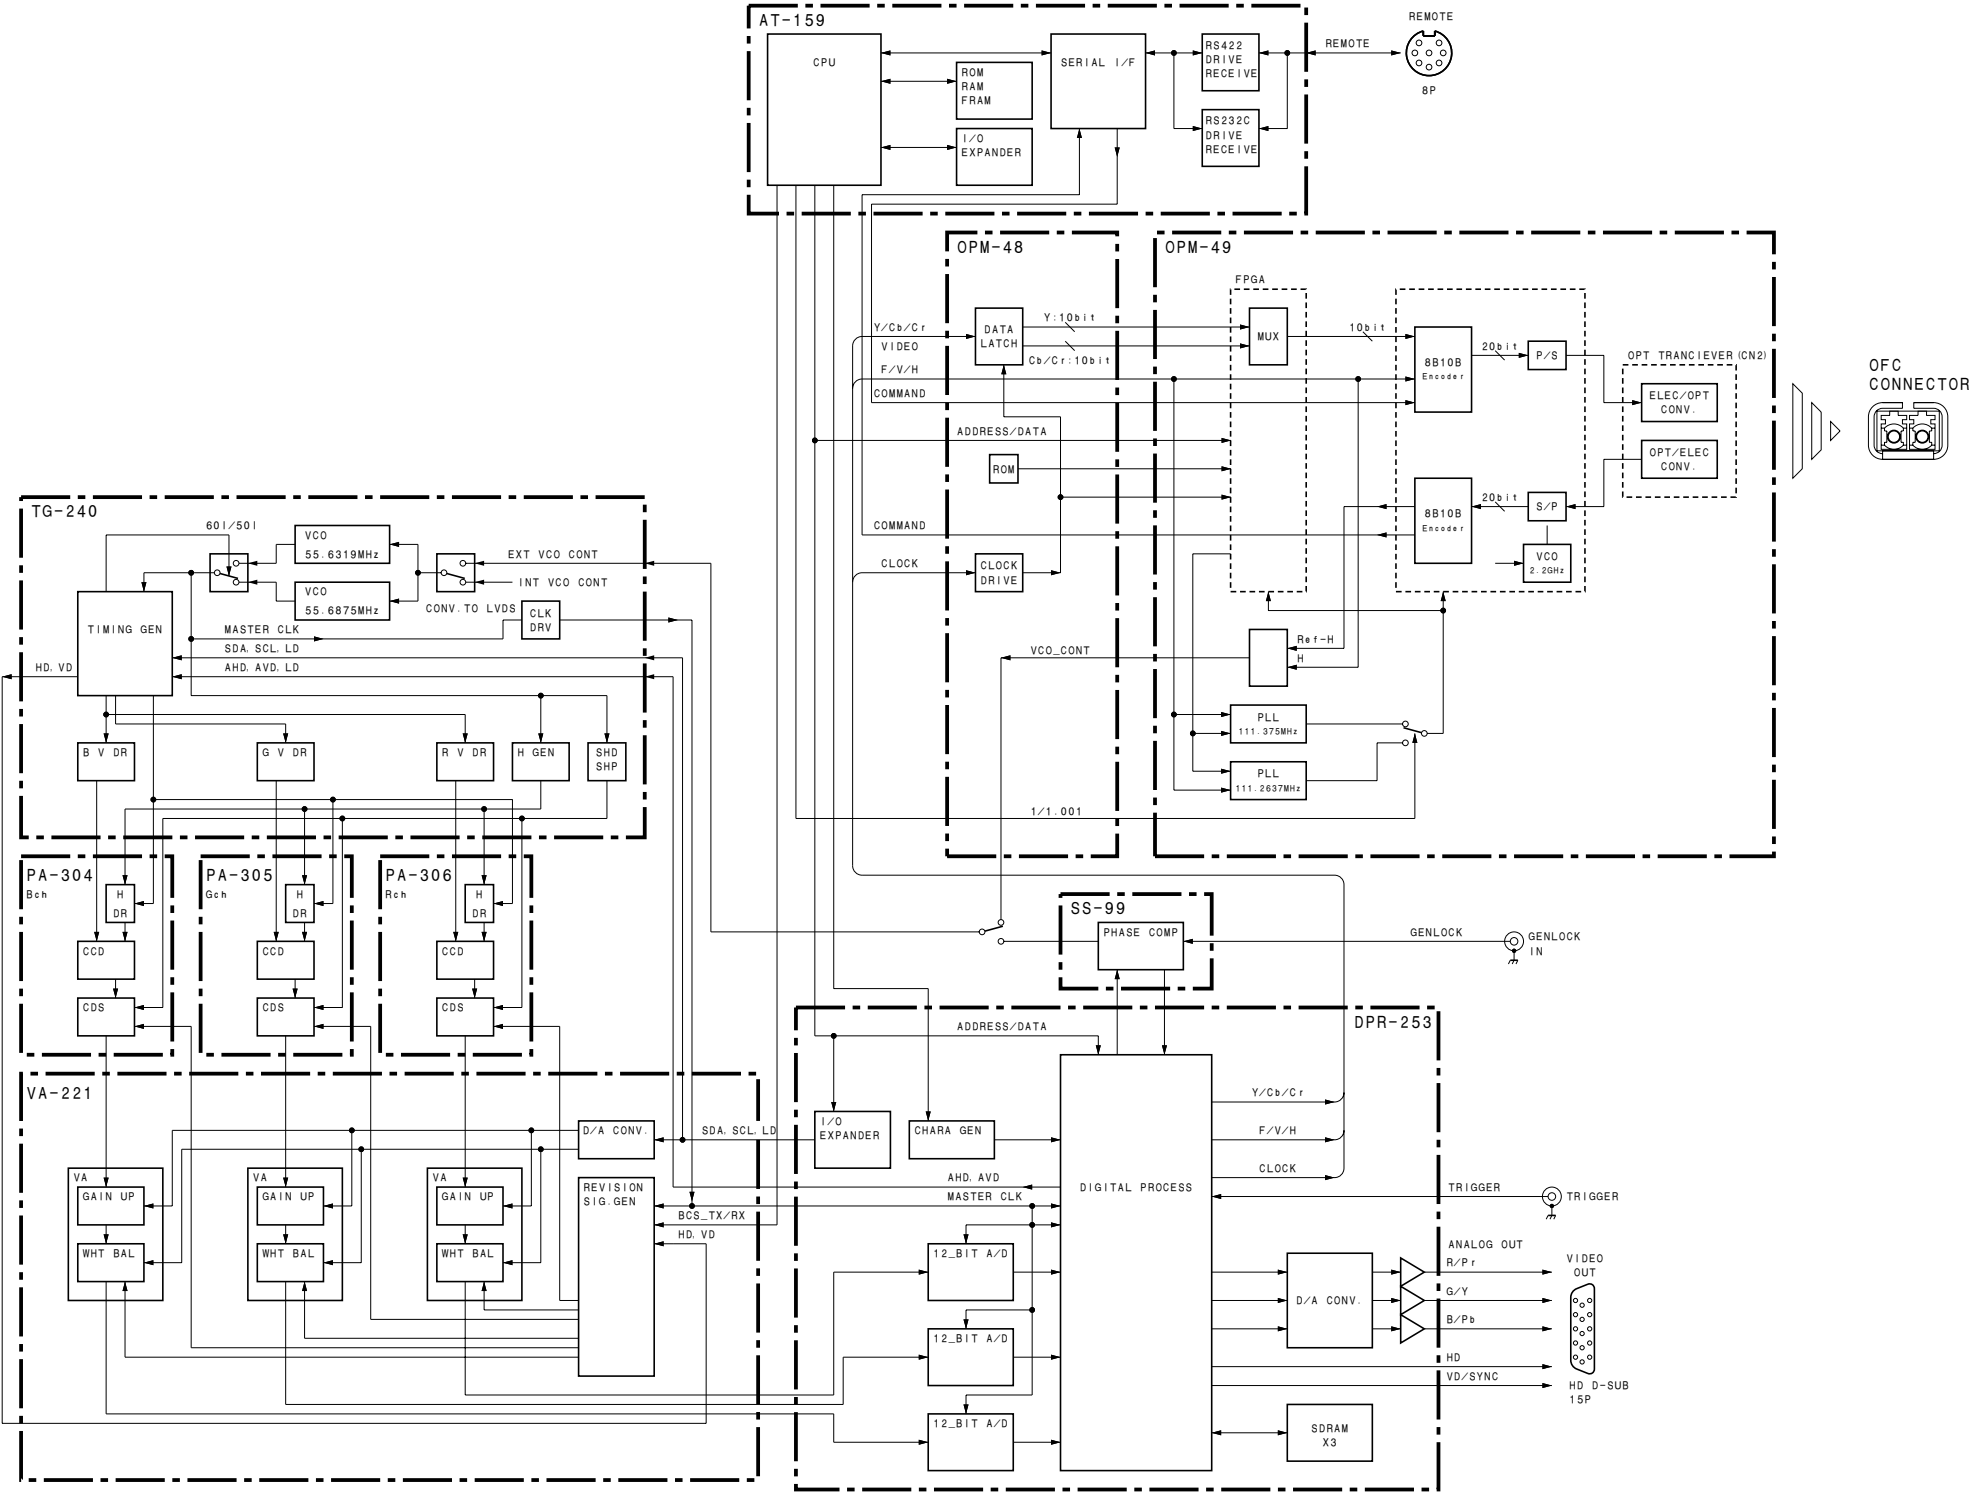 AT-159
CPU
ROM
RAM
FRAM
I/O
EXPANDER
SERIAL I/F
RS422
DRIVE
RECEIVE
RS232C
DRIVE
RECEIVE
REMOTE
REMOTE
8P
OPM-48
DATA
LATCH
Y/Cb/Cr
VIDEO
F/V/H
COMMAND
Y:10bit
Cb/Cr:10bit
ADDRESS/DATA
ROM
COMMAND
CLOCK
CLOCK
DRIVE
VCO_CONT
1/1.001
OPM-49
FPGA
MUX
10bit
8B10B
Encoder
20bit
P/S
OPT TRANCIEVER(CN2)
ELEC/OPT
CONV.
OPT/ELEC
CONV.
8B10B
Encoder
20bit
S/P
VCO
2.2GHz
Ref-H
H
PLL
111.375MHz
PLL
111.2637MHz
OFC
CONNECTOR
TG-240
60I/50I
VCO
55.6319MHz
VCO
55.6875MHz
EXT VCO CONT
INT VCO CONT
CONV.TO LVDS
CLK
DRV
TIMING GEN
MASTER CLK
SDA, SCL, LD
AHD, AVD, LD
HD, VD
B V DR
G V DR
R V DR
H GEN
SHD
SHP
PA-304
Bch
H
DR
CCD
CDS
PA-305
Gch
H
DR
CCD
CDS
PA-306
Rch
H
DR
CCD
CDS
SS-99
PHASE COMP
GENLOCK
GENLOCK
IN
VA-221
D/A CONV.
SDA, SCL, LD
VA
GAIN UP
WHT BAL
VA
GAIN UP
WHT BAL
VA
GAIN UP
WHT BAL
REVISION
SIG.GEN
BCS_TX/RX
HD, VD
DPR-253
ADDRESS/DATA
I/O
EXPANDER
CHARA GEN
AHD, AVD
MASTER CLK
12_BIT A/D
12_BIT A/D
12_BIT A/D
DIGITAL PROCESS
Y/Cb/Cr
F/V/H
CLOCK
TRIGGER
TRIGGER
D/A CONV.
ANALOG OUT
R/Pr
G/Y
B/Pb
HD
VD/SYNC
VIDEO
OUT
HD D-SUB
15P
SDRAM
X3